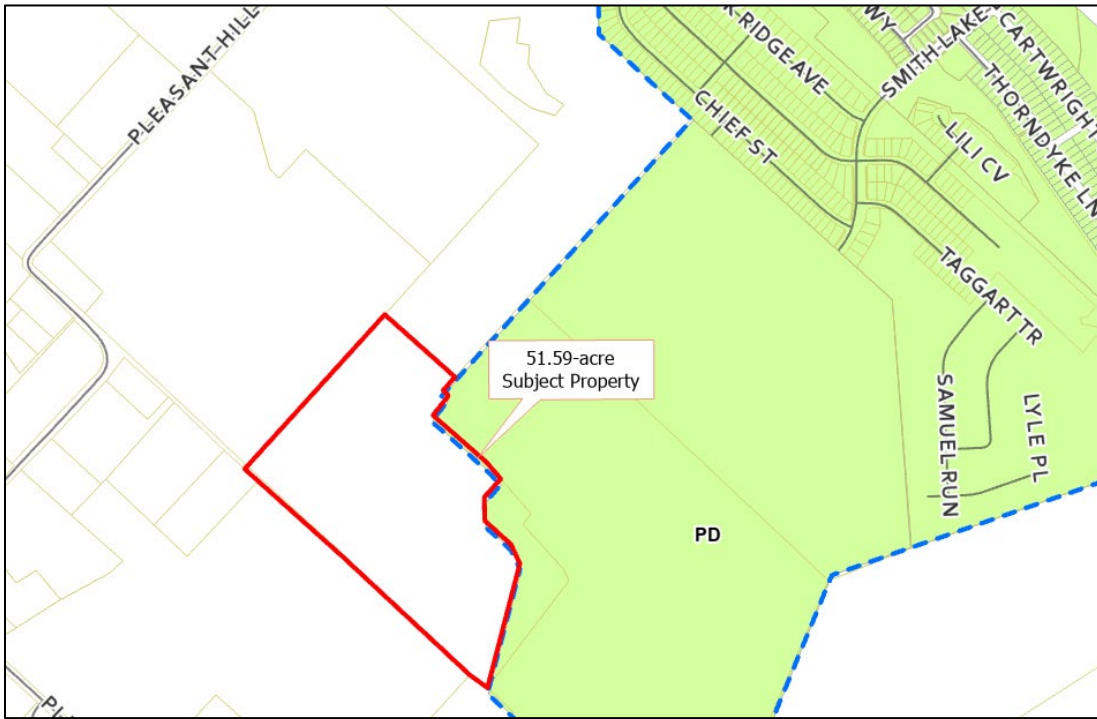 PLEASANT HILL
K RIDGE AVE
WY
SMITH LAKE
CARTWRIGHT
THORNDYKE LN
CHIEF ST
LILI CV
TAGGART TR
51.59-acre
Subject Property
SAMUEL RUN
LYLE PL
PD